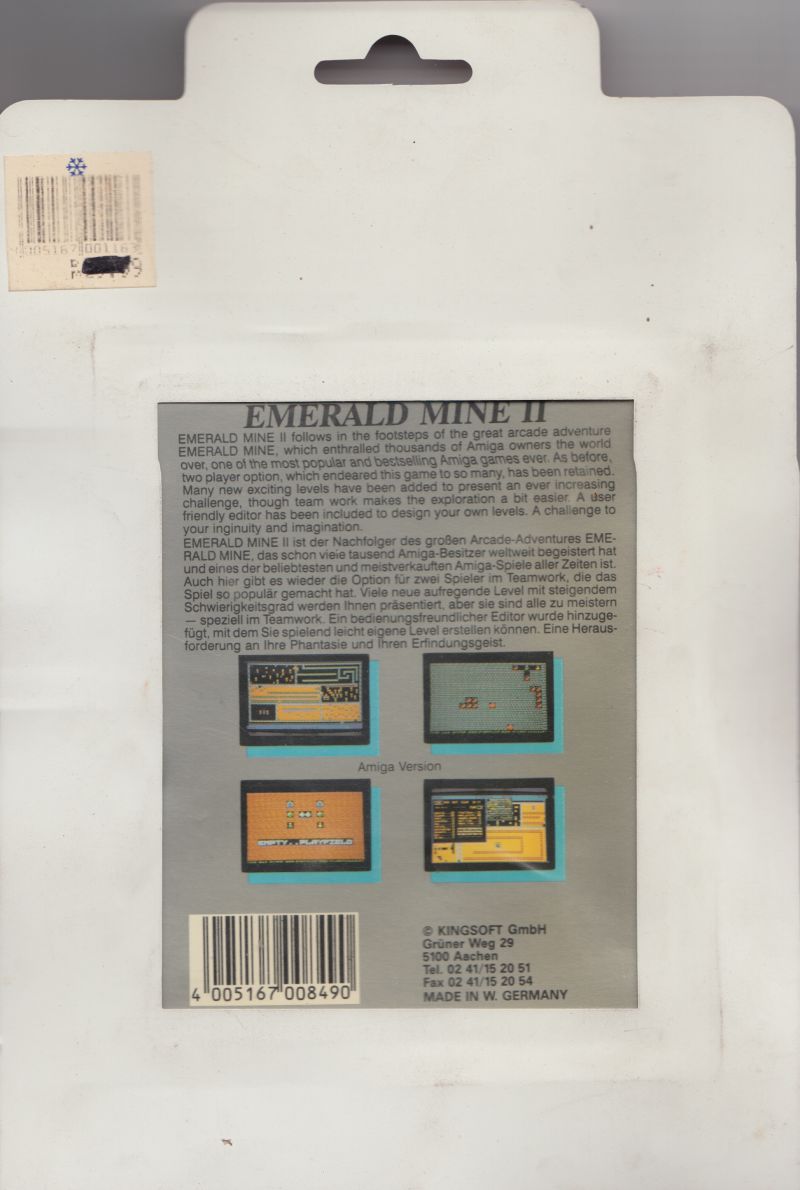 4005167001163
EMERALD MINE II
EMERALD MINE II follows in the footsteps of the great arcade adventure
EMERALD MINE, which enthralled thousands of Amiga owners the world
over, one of the most popular and bestselling Amiga games ever. As before,
two player option, which endeared this game to so many, has been retained.
Many new exciting levels have been added to present an ever increasing
challenge, though team work makes the exploration a bit easier. A user
friendly editor has been included to design your own levels. A challenge to
your inginuity and imagination.
EMERALD MINE II ist der Nachfolger des großen Arcade-Adventures EME-
RALD MINE, das schon viele tausend Amiga-Besitzer weltweit begeistert hat
und eines der beliebtesten und meistverkauften Amiga-Spiele aller Zeiten ist.
Auch hier gibt es wieder die Option für zwei Spieler im Teamwork, die das
Spiel so populär gemacht hat. Viele neue aufregende Level mit steigendem
Schwierigkeitsgrad werden Ihnen präsentiert, aber sie sind alle zu meistern
— speziell im Teamwork. Ein bedienungsfreundlicher Editor wurde hinzuge-
fügt, mit dem Sie spielend leicht eigene Level erstellen können. Eine Heraus-
forderung an Ihre Phantasie und Ihren Erfindungsgeist.
Amiga Version
EMPTY..PLAYFIELD
4 005167 008490
© KINGSOFT GmbH
Grüner Weg 29
5100 Aachen
Tel. 02 41/15 20 51
Fax 02 41/15 20 54
MADE IN W. GERMANY